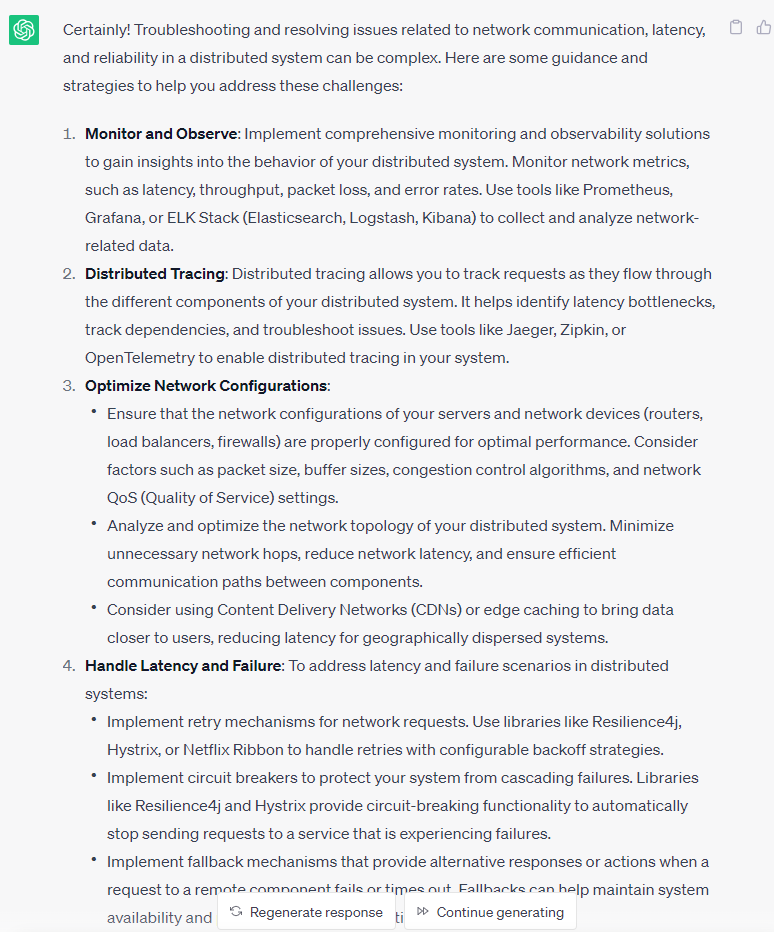 Certainly! Troubleshooting and resolving issues related to network communication, latency,
and reliability in a distributed system can be complex. Here are some guidance and
strategies to help you address these challenges:
1. Monitor and Observe: Implement comprehensive monitoring and observability solutions
to gain insights into the behavior of your distributed system. Monitor network metrics,
such as latency, throughput, packet loss, and error rates. Use tools like Prometheus,
Grafana, or ELK Stack (Elasticsearch, Logstash, Kibana) to collect and analyze network-
related data.
2. Distributed Tracing: Distributed tracing allows you to track requests as they flow through
the different components of your distributed system. It helps identify latency bottlenecks,
track dependencies, and troubleshoot issues. Use tools like Jaeger, Zipkin, or
OpenTelemetry to enable distributed tracing in your system.
3. Optimize Network Configurations:
• Ensure that the network configurations of your servers and network devices (routers,
load balancers, firewalls) are properly configured for optimal performance. Consider
factors such as packet size, buffer sizes, congestion control algorithms, and network
QoS (Quality of Service) settings.
• Analyze and optimize the network topology of your distributed system. Minimize
unnecessary network hops, reduce network latency, and ensure efficient
communication paths between components.
• Consider using Content Delivery Networks (CDNs) or edge caching to bring data
closer to users, reducing latency for geographically dispersed systems.
4. Handle Latency and Failure: To address latency and failure scenarios in distributed
systems:
• Implement retry mechanisms for network requests. Use libraries like Resilience4j,
Hystrix, or Netflix Ribbon to handle retries with configurable backoff strategies.
• Implement circuit breakers to protect your system from cascading failures. Libraries
like Resilience4j and Hystrix provide circuit-breaking functionality to automatically
stop sending requests to a service that is experiencing failures.
• Implement fallback mechanisms that provide alternative responses or actions when a
request to a remote component fails or times out. Fallbacks can help maintain system
availability and
Regenerate response
Continue generating